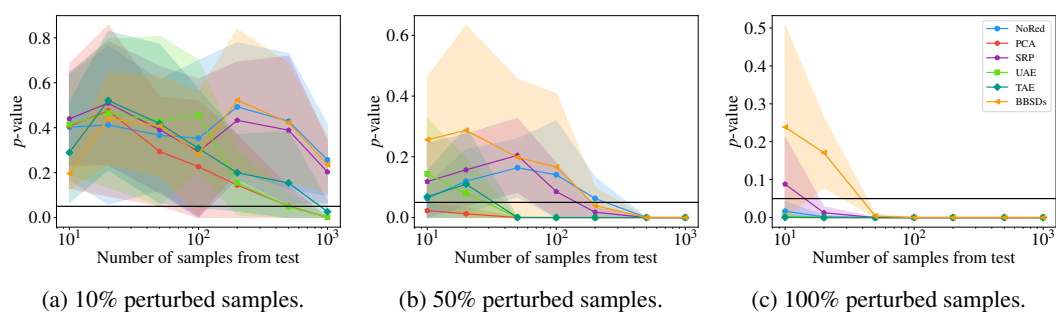 0.8
0.6
0.4
0.2
0.0
p-value
10¹
10²
10³
Number of samples from test
(a) 10% perturbed samples.
0.6
0.4
0.2
0.0
p-value
10¹
10²
10³
Number of samples from test
(b) 50% perturbed samples.
0.5
0.4
0.3
0.2
0.1
0.0
p-value
NoRed
PCA
SRP
UAE
TAE
BBSDs
10¹
10²
10³
Number of samples from test
(c) 100% perturbed samples.